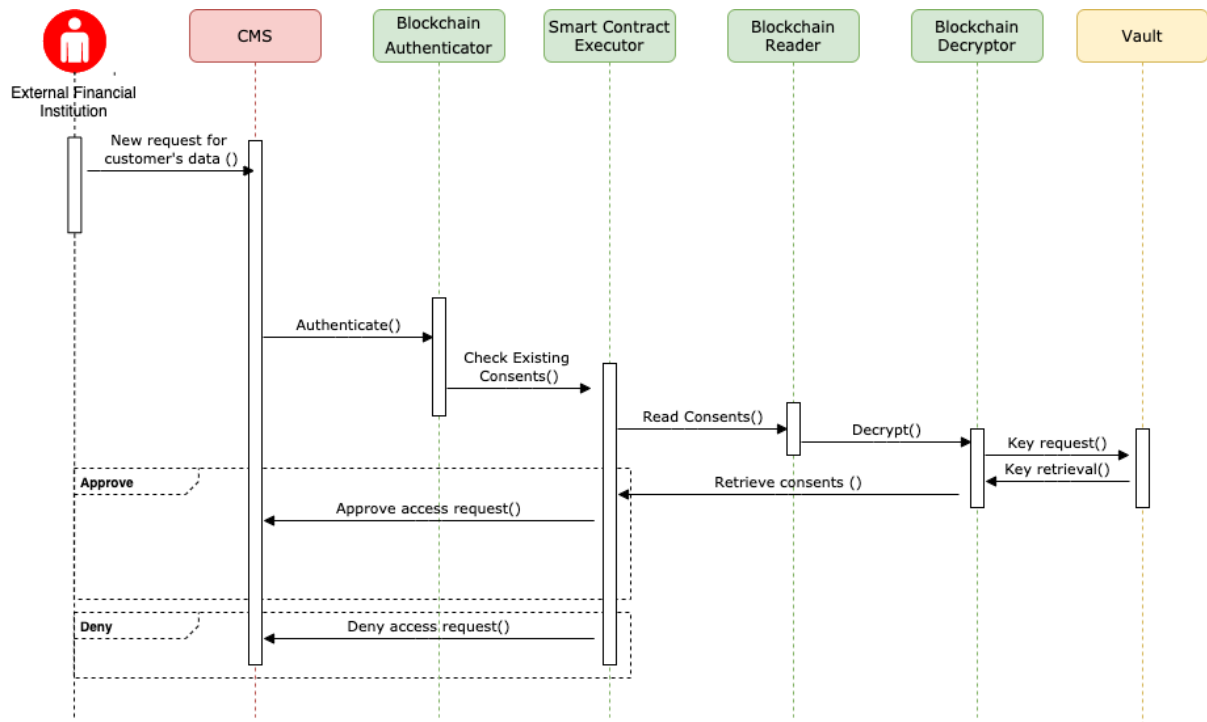 CMS
Blockchain
Authenticator
Smart Contract
Executor
Blockchain
Reader
Blockchain
Decryptor
Vault
External Financial
Institution
New request for
customer's data ()
Authenticate()
Check Existing
Consents()
Read Consents()
Decrypt()
Key request()
Key retrieval()
Approve
Retrieve consents ()
Approve access request()
Deny
Deny access request()